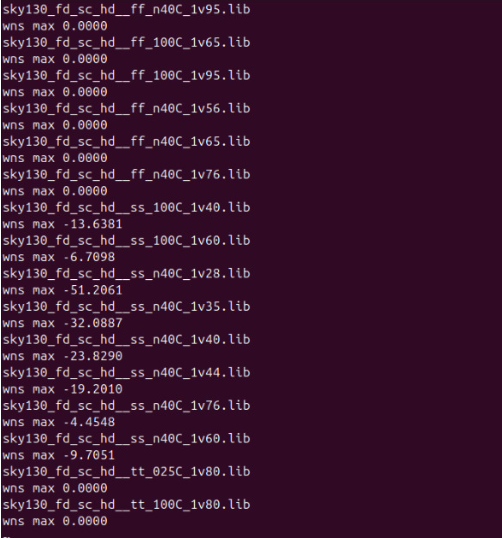 sky130_fd_sc_hd__ff_n40C_1v95.lib
wns max 0.0000
sky130_fd_sc_hd__ff_100C_1v65.lib
wns max 0.0000
sky130_fd_sc_hd__ff_100C_1v95.lib
wns max 0.0000
sky130_fd_sc_hd__ff_n40C_1v56.lib
wns max 0.0000
sky130_fd_sc_hd__ff_n40C_1v65.lib
wns max 0.0000
sky130_fd_sc_hd__ff_n40C_1v76.lib
wns max 0.0000
sky130_fd_sc_hd__ss_100C_1v40.lib
wns max -13.6381
sky130_fd_sc_hd__ss_100C_1v60.lib
wns max -6.7098
sky130_fd_sc_hd__ss_n40C_1v28.lib
wns max -51.2061
sky130_fd_sc_hd__ss_n40C_1v35.lib
wns max -32.0887
sky130_fd_sc_hd__ss_n40C_1v40.lib
wns max -23.8290
sky130_fd_sc_hd__ss_n40C_1v44.lib
wns max -19.2010
sky130_fd_sc_hd__ss_n40C_1v76.lib
wns max -4.4548
sky130_fd_sc_hd__ss_n40C_1v60.lib
wns max -9.7051
sky130_fd_sc_hd__tt_025C_1v80.lib
wns max 0.0000
sky130_fd_sc_hd__tt_100C_1v80.lib
wns max 0.0000